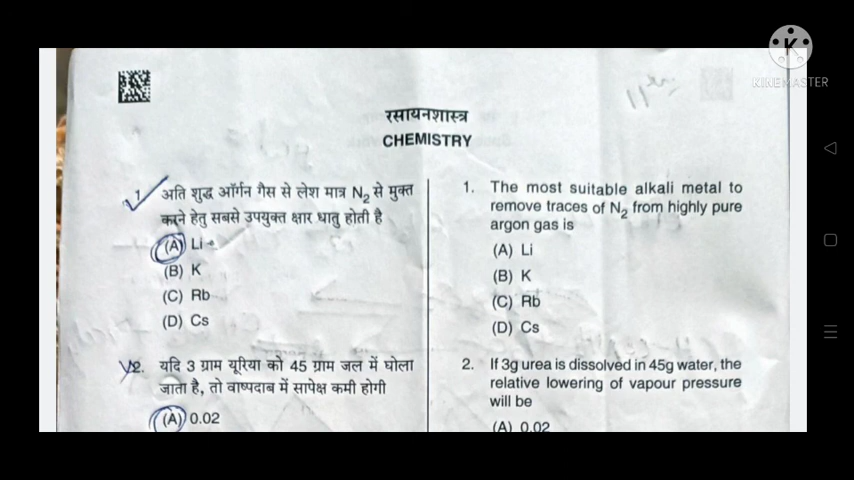 K
KINEMASTER
11th
रसायनशास्त्र
CHEMISTRY
1. अति शुद्ध ऑर्गन गैस से लेश मात्र N₂ से मुक्त
करने हेतु सबसे उपयुक्त क्षार धातु होती है
(A) Li
(B) K
(C) Rb
(D) Cs
2. यदि 3 ग्राम यूरिया को 45 ग्राम जल में घोला
जाता है, तो वाष्पदाब में सापेक्ष कमी होगी
(A) 0.02
1. The most suitable alkali metal to
remove traces of N₂ from highly pure
argon gas is
(A) Li
(B) K
(C) Rb
(D) Cs
2. If 3g urea is dissolved in 45g water, the
relative lowering of vapour pressure
will be
(A) 0.02